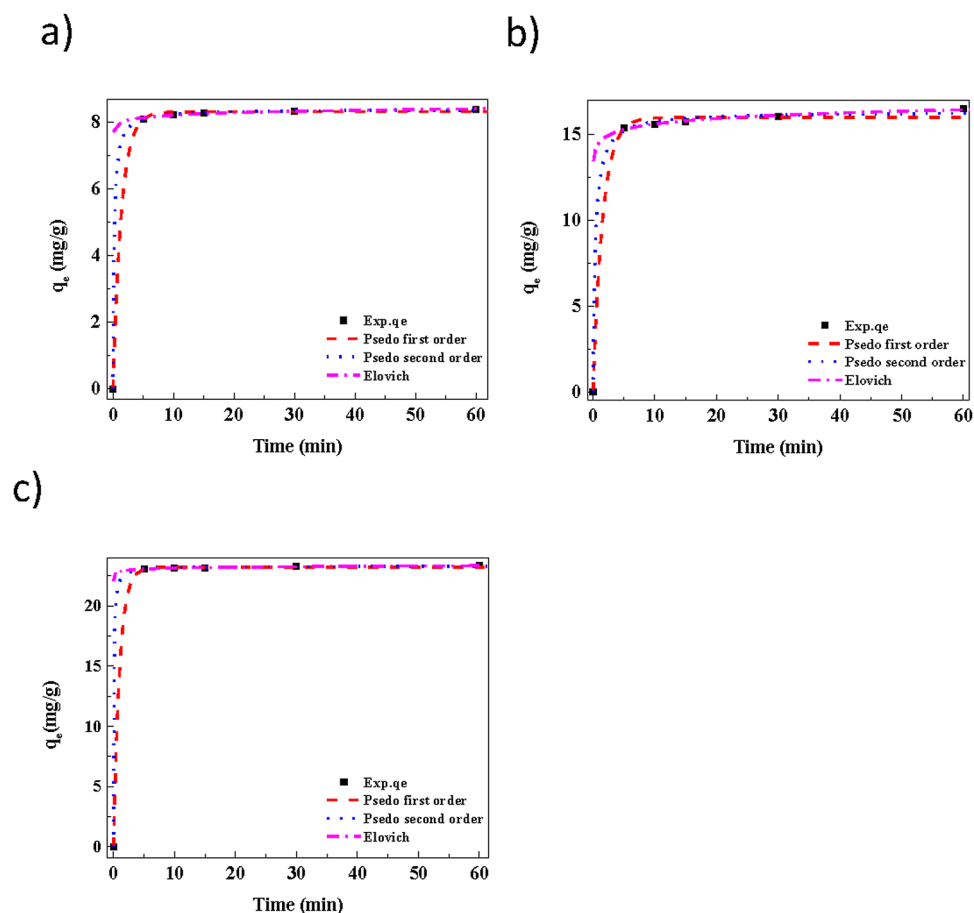 a)
8
6
4
2
0
qe (mg/g)
Exp.qe
Psedo first order
Psedo second order
Elovich
0 10 20 30 40 50 60
Time (min)
b)
15
10
5
0
qe (mg/g)
Exp.qe
Psedo first order
Psedo second order
Elovich
0 10 20 30 40 50 60
Time (min)
c)
20
15
10
5
0
qe(mg/g)
Exp.qe
Psedo first order
Psedo second order
Elovich
0 10 20 30 40 50 60
Time (min)